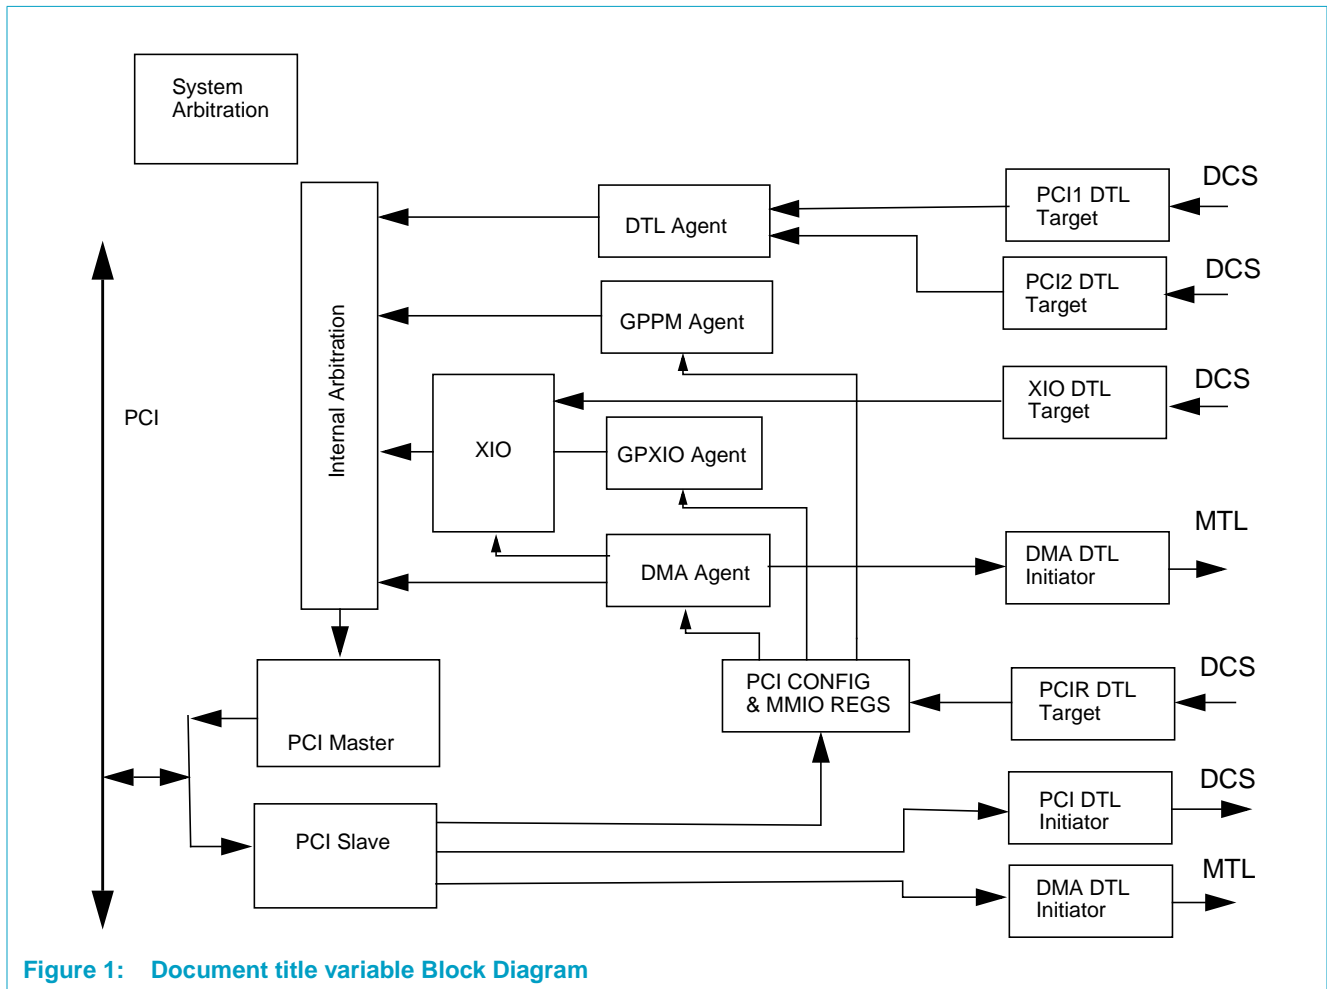 System
Arbitration
DCS
PCI1 DTL
Target
DTL Agent
DCS
PCI2 DTL
Target
Internal Arbitration
GPPM Agent
DCS
XIO DTL
Target
PCI
XIO
GPXIO Agent
MTL
DMA DTL
Initiator
DMA Agent
DCS
PCI CONFIG
& MMIO REGS
PCIR DTL
Target
PCI Master
DCS
PCI DTL
Initiator
PCI Slave
MTL
DMA DTL
Initiator
Figure 1: Document title variable Block Diagram